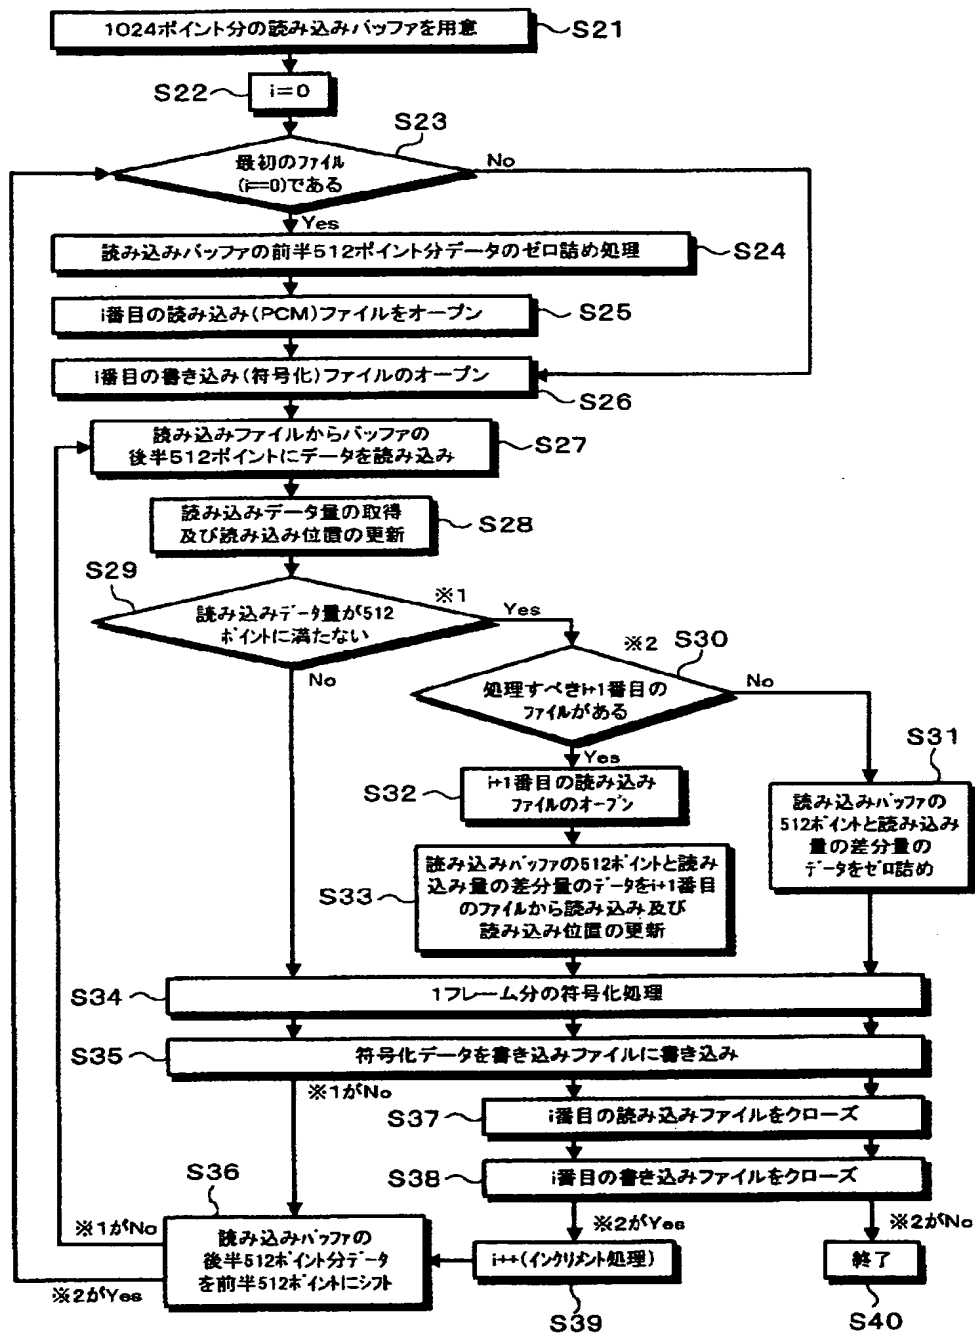 1024ポイント分の読み込みバッファを用意
S21
S22
i=0
S23
最初のファイル
(i==0)である
No
Yes
読み込みバッファの前半512ポイント分データのゼロ詰め処理
S24
i番目の読み込み(PCM)ファイルをオープン
S25
i番目の書き込み(符号化)ファイルのオープン
S26
読み込みファイルからバッファの
後半512ポイントにデータを読み込み
S27
読み込みデータ量の取得
及び読み込み位置の更新
S28
S29
※1
読み込みデータ量が512
ポイントに満たない
Yes
No
※2
S30
処理すべきi+1番目の
ファイルがある
No
Yes
S31
読み込みバッファの
512ポイントと読み込み
量の差分量の
データをゼロ詰め
S32
i+1番目の読み込み
ファイルのオープン
S33
読み込みバッファの512ポイントと読み
込み量の差分量のデータをi+1番目
のファイルから読み込み及び
読み込み位置の更新
S34
1フレーム分の符号化処理
S35
符号化データを書き込みファイルに書き込み
※1がNo
S37
i番目の読み込みファイルをクローズ
S38
i番目の書き込みファイルをクローズ
S36
※2がYes
※2がNo
※1がNo
読み込みバッファの
後半512ポイント分データ
を前半512ポイントにシフト
i++(インクリメント処理)
終了
※2がYes
S39
S40